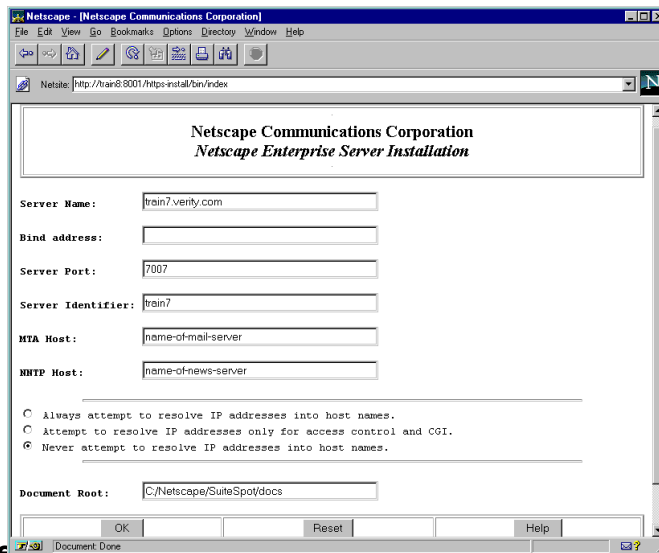 Netscape - [Netscape Communications Corporation]
File Edit View Go Bookmarks Options Directory Window Help
Netsite: http://train8:8001/https-install/bin/index
N
Netscape Communications Corporation
Netscape Enterprise Server Installation
Server Name: train7.verity.com
Bind address:
Server Port: 7007
Server Identifier: train7
MTA Host: name-of-mail-server
NNTP Host: name-of-news-server
Always attempt to resolve IP addresses into host names.
Attempt to resolve IP addresses only for access control and CGI.
Never attempt to resolve IP addresses into host names.
Document Root: C:/Netscape/SuiteSpot/docs
OK Reset Help
Document: Done